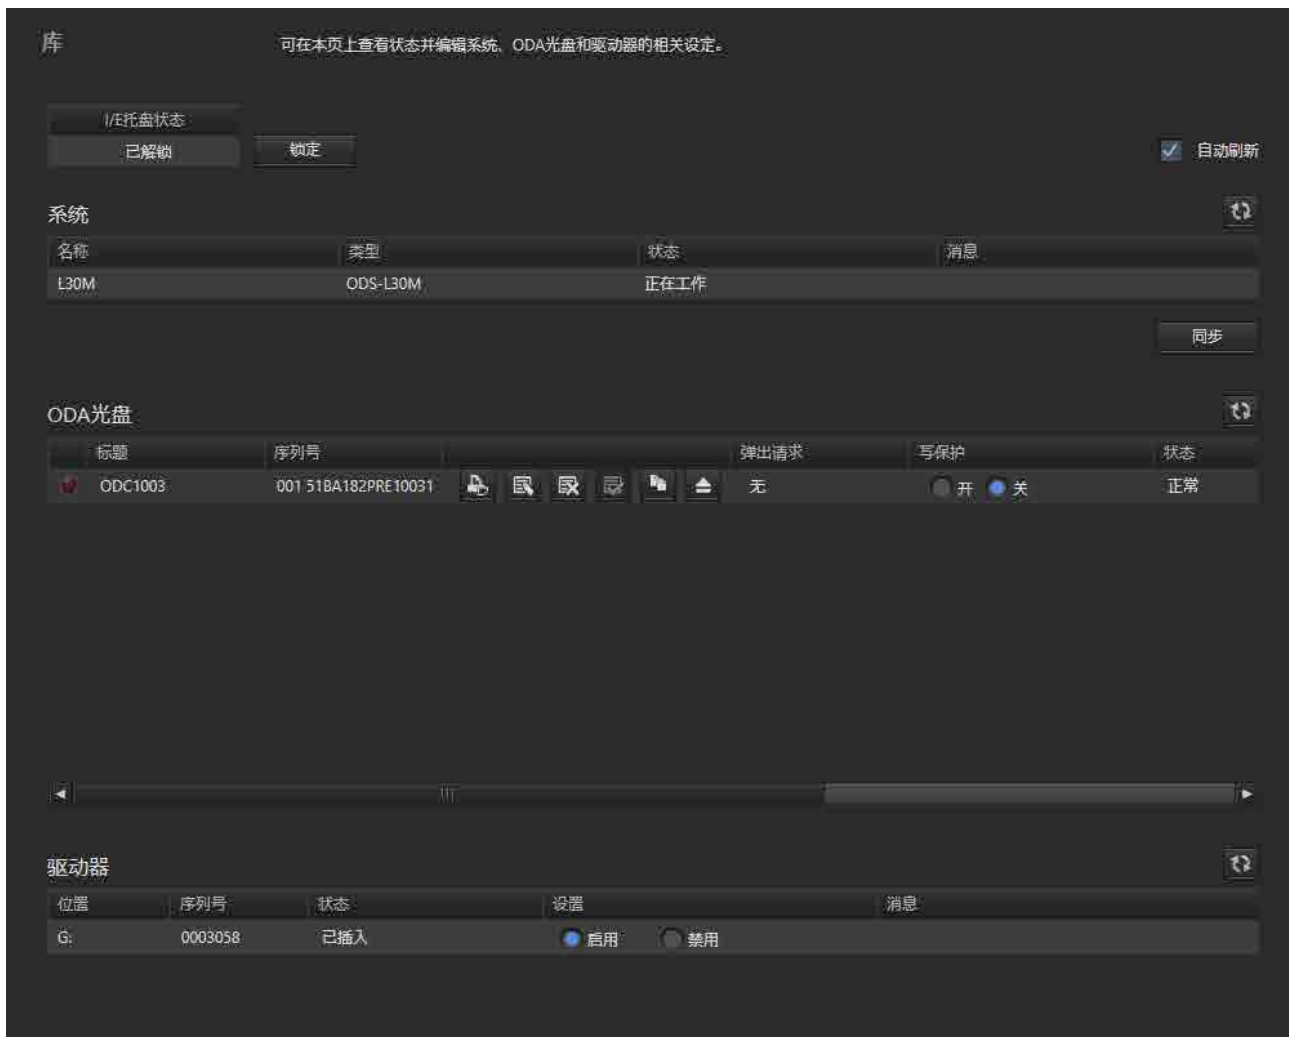 库 可在本页上查看状态并编辑系统、ODA光盘和驱动器的相关设定。
I/E托盘状态
已解锁 锁定 自动刷新
系统
名称 类型 状态 消息
L30M ODS-L30M 正在工作
同步
ODA光盘
标题 序列号 弹出请求 写保护 状态
ODC1003 001 51BA182PRE10031 无 开 关 正常
驱动器
位置 序列号 状态 设置 消息
G: 0003058 已插入 启用 禁用